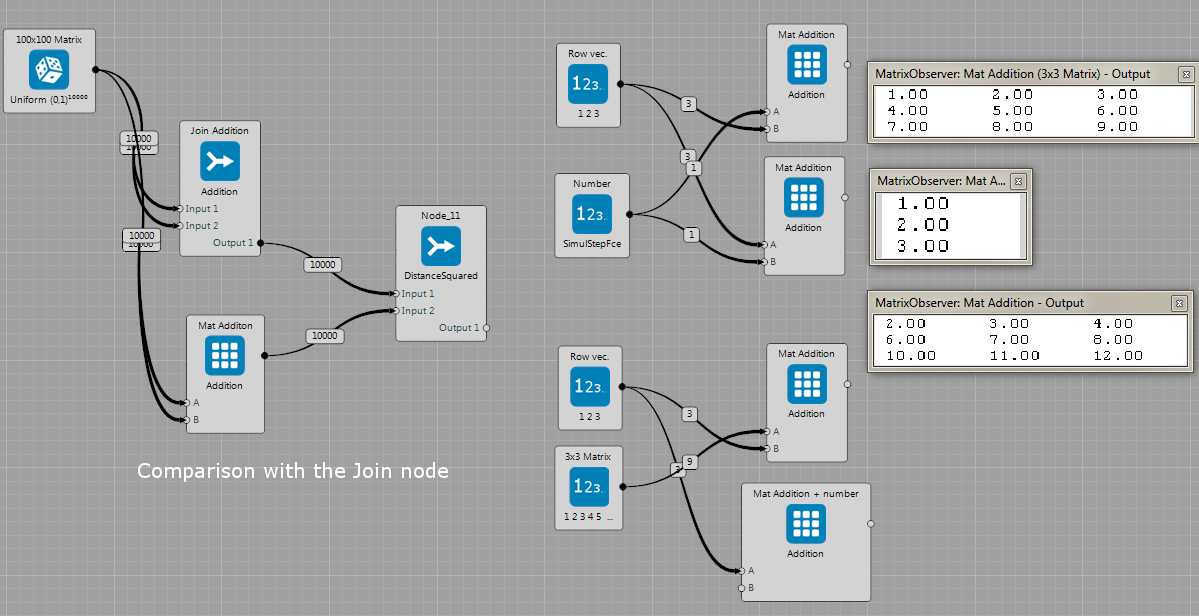 100x100 Matrix
Uniform (0,1)¹⁰⁰⁰⁰
10000
10000
Join Addition
Addition
Input 1
Input 2
Output 1
10000
10000
10000
Node_11
DistanceSquared
Input 1
Input 2
Output 1
Mat Additon
Addition
A
B
10000
Comparison with the Join node
Row vec.
123..
1 2 3
3
3
1
Number
123..
SimulStepFce
1
Mat Addition
Addition
A
B
Mat Addition
Addition
A
B
MatrixObserver: Mat Addition (3x3 Matrix) - Output
1.00 2.00 3.00
4.00 5.00 6.00
7.00 8.00 9.00
MatrixObserver: Mat A...
1.00
2.00
3.00
MatrixObserver: Mat Addition - Output
2.00 3.00 4.00
6.00 7.00 8.00
10.00 11.00 12.00
Row vec.
123..
1 2 3
3
3x3 Matrix
123..
1 2 3 4 5 ...
3
9
Mat Addition
Addition
A
B
Mat Addition + number
Addition
A
B